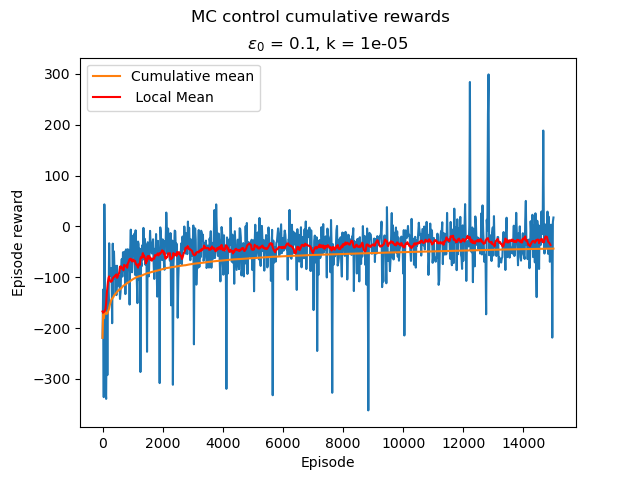 MC control cumulative rewards
ε₀ = 0.1, k = 1e-05
Cumulative mean
Local Mean
Episode reward
300
200
100
0
−100
−200
−300
0 2000 4000 6000 8000 10000 12000 14000
Episode